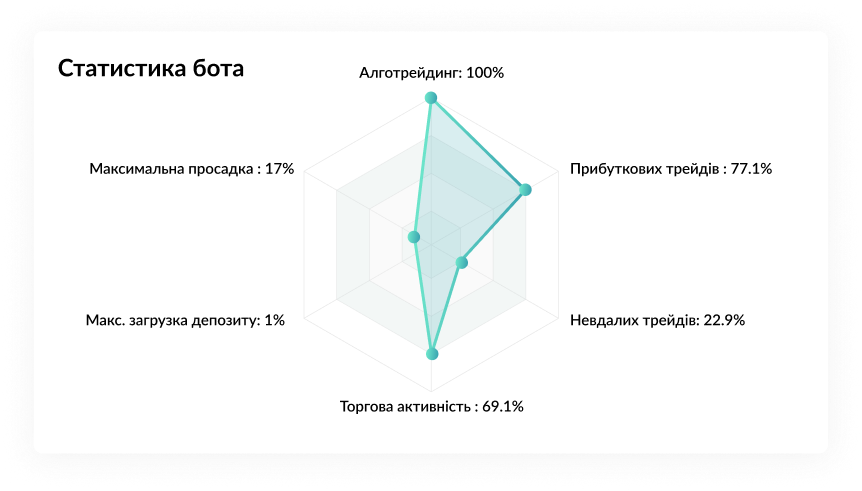 Статистика бота
Алготрейдинг: 100%
Максимальна просадка : 17%
Прибуткових трейдів : 77.1%
Макс. загрузка депозиту: 1%
Невдалих трейдів: 22.9%
Торгова активність : 69.1%